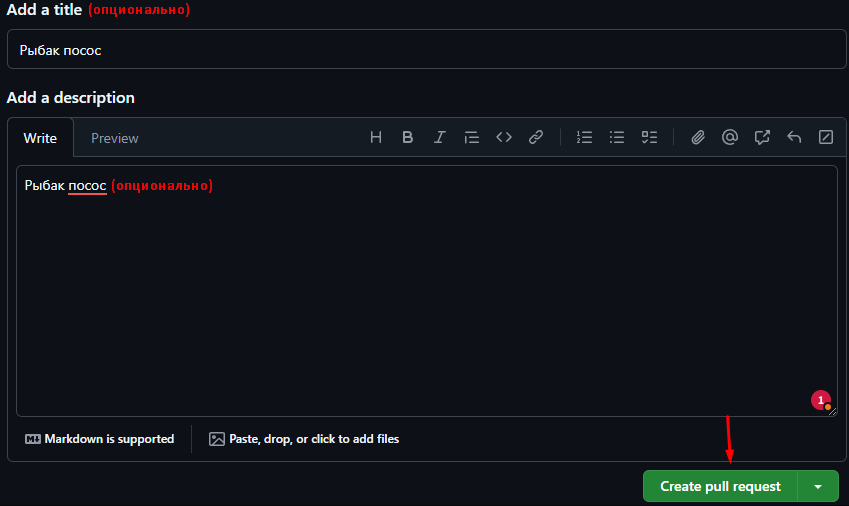 Add a title (опционально)
Рыбак посос
Add a description
Write Preview
Рыбак посос (опционально)
1
Markdown is supported Paste, drop, or click to add files
Create pull request